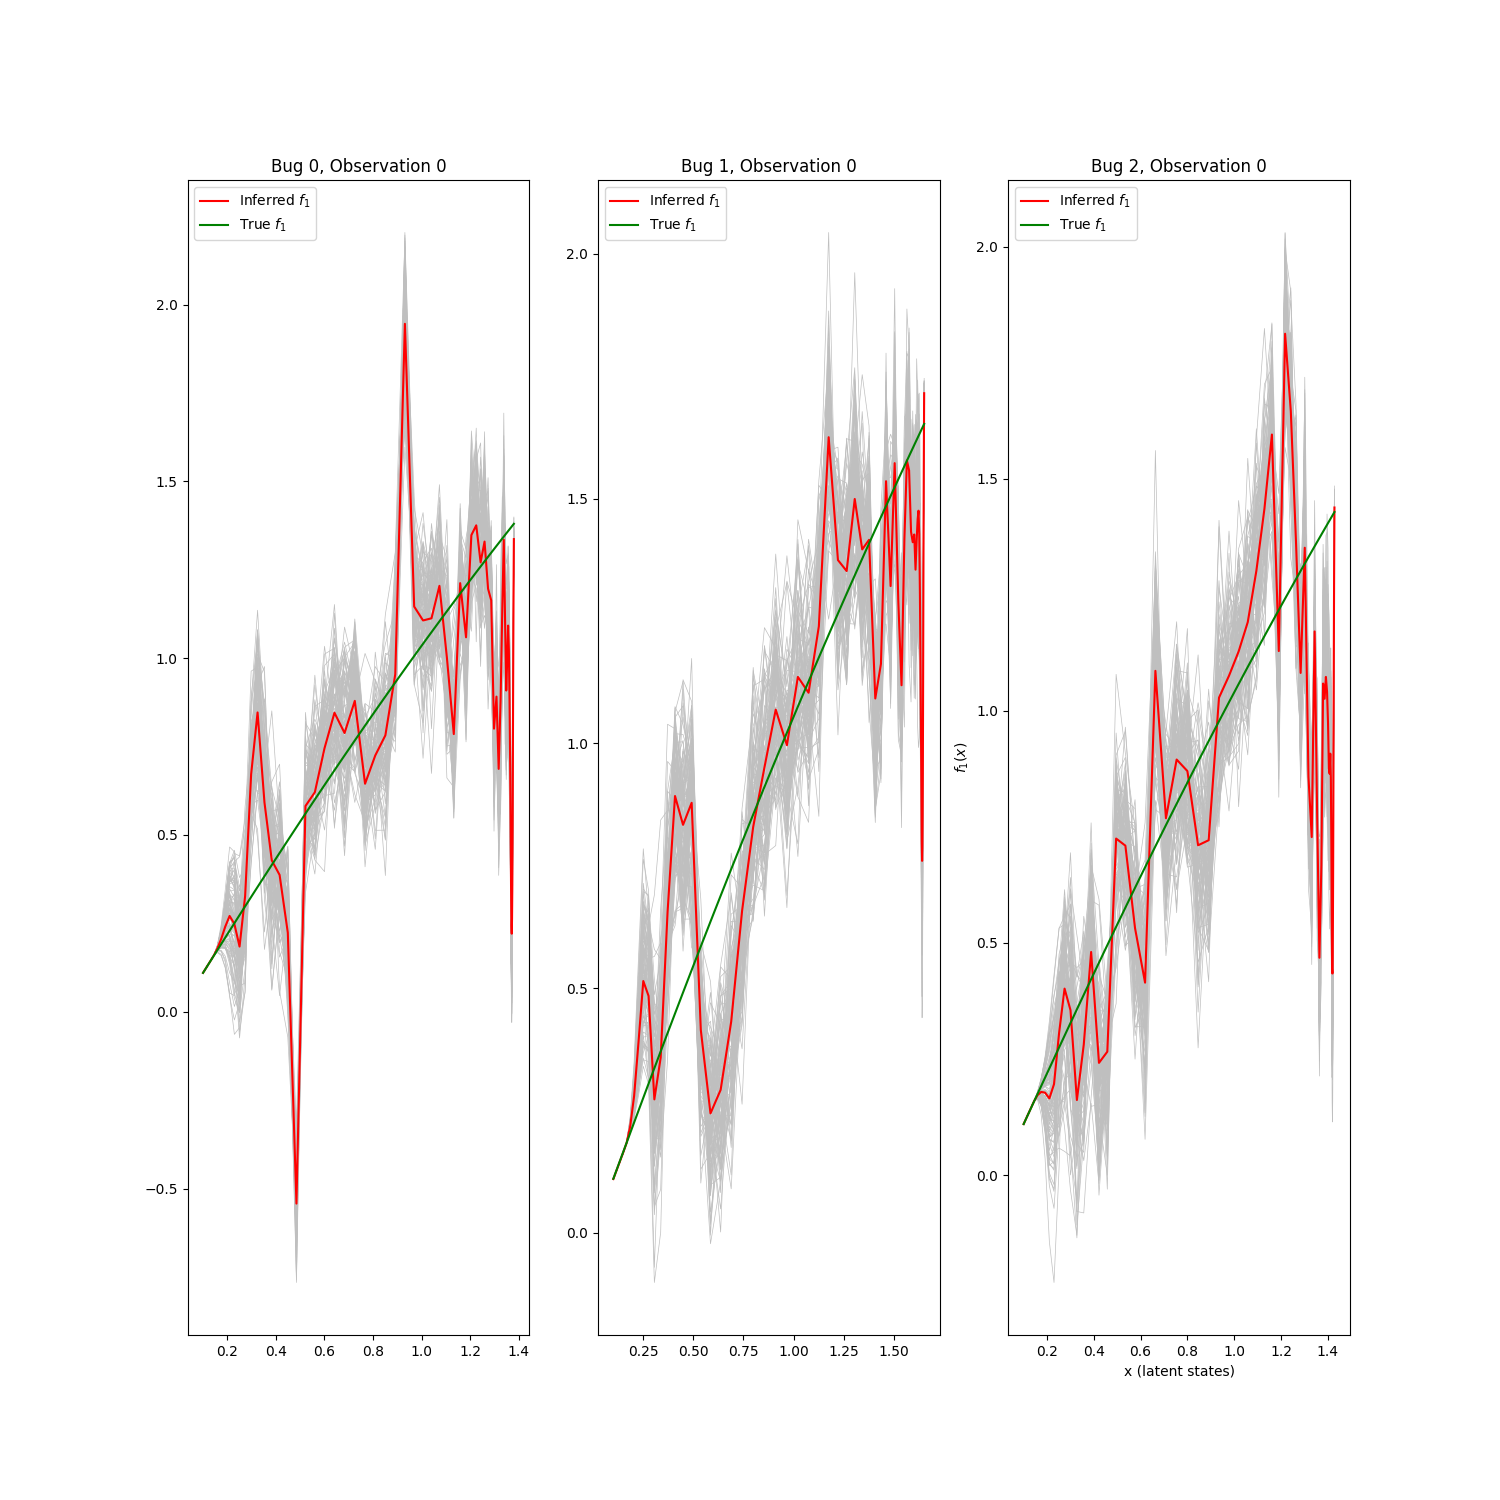 Bug 0, Observation 0
Inferred f₁
True f₁
2.0
1.5
1.0
0.5
0.0
−0.5
0.2 0.4 0.6 0.8 1.0 1.2 1.4
Bug 1, Observation 0
Inferred f₁
True f₁
2.0
1.5
1.0
0.5
0.0
0.25 0.50 0.75 1.00 1.25 1.50
Bug 2, Observation 0
Inferred f₁
True f₁
f₁(x)
2.0
1.5
1.0
0.5
0.0
0.2 0.4 0.6 0.8 1.0 1.2 1.4
x (latent states)